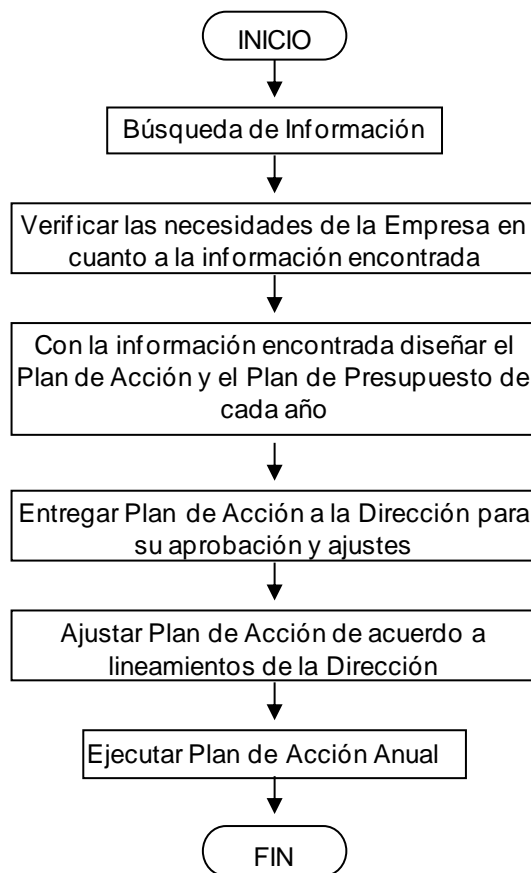 INICIO
Búsqueda de Información
Verificar las necesidades de la Empresa en
cuanto a la información encontrada
Con la información encontrada diseñar el
Plan de Acción y el Plan de Presupuesto de
cada año
Entregar Plan de Acción a la Dirección para
su aprobación y ajustes
Ajustar Plan de Acción de acuerdo a
lineamientos de la Dirección
Ejecutar Plan de Acción Anual
FIN